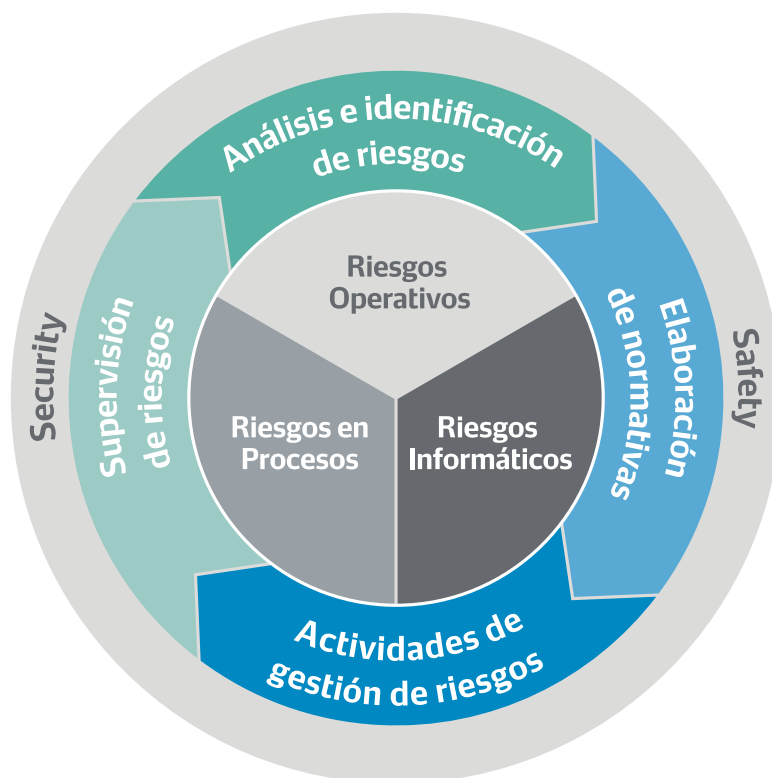 Análisis e identificación
de riesgos
Elaboración
de normativas
Actividades de
gestión de riesgos
Supervisión
de riesgos
Riesgos
Operativos
Riesgos en
Procesos
Riesgos
Informáticos
Security
Safety